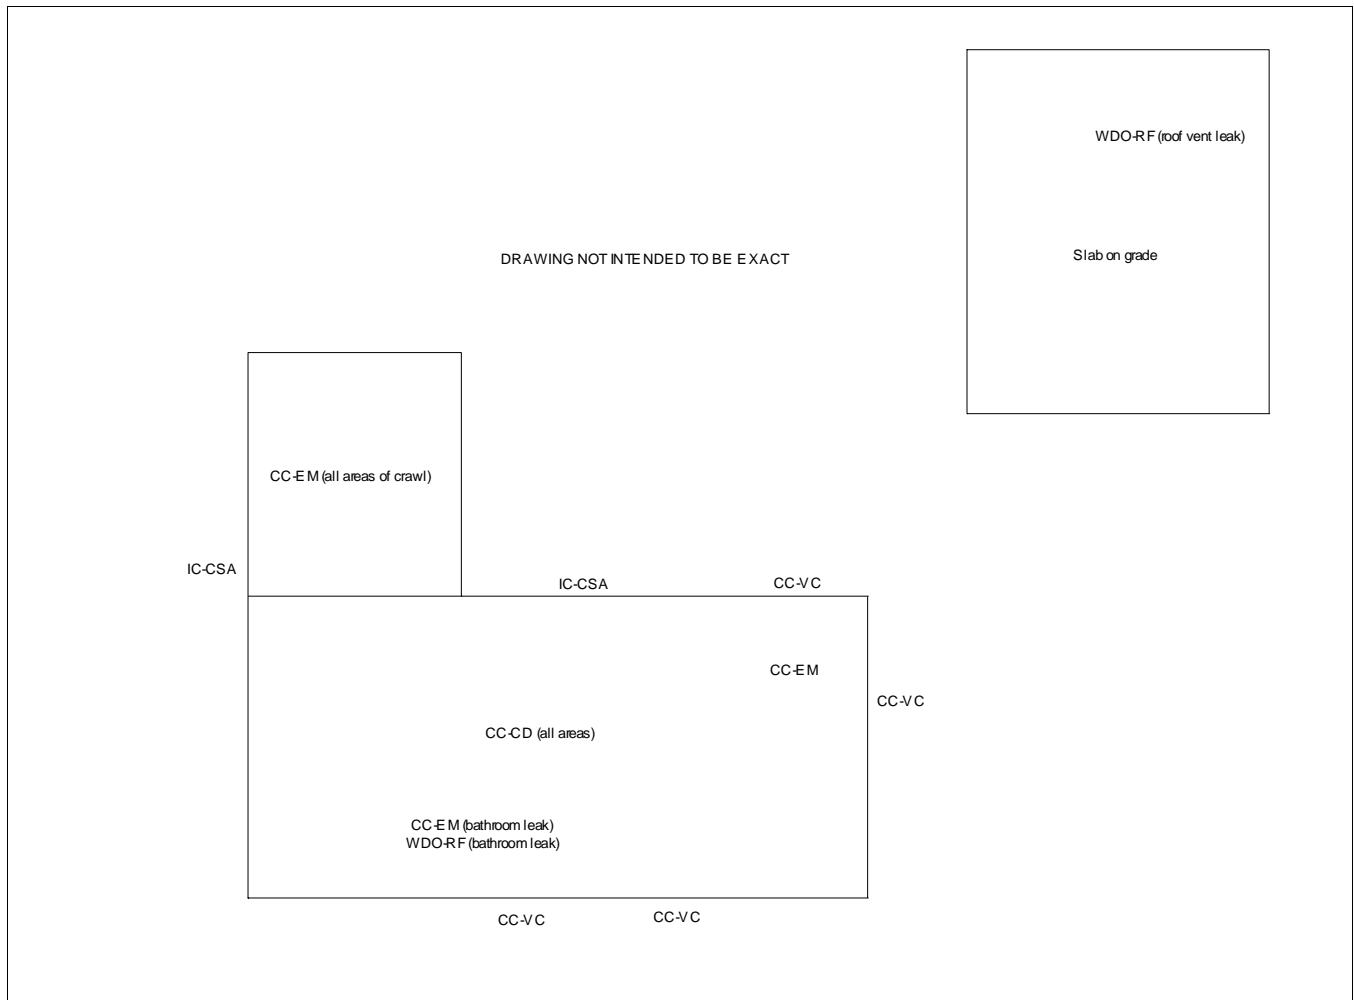 WDO-RF (roof vent leak)
DRAWING NOT INTENDED TO BE EXACT
Slab on grade
CC-EM (all areas of crawl)
IC-CSA
IC-CSA
CC-VC
CC-EM
CC-VC
CC-CD (all areas)
CC-EM (bathroom leak)
WDO-RF (bathroom leak)
CC-VC
CC-VC